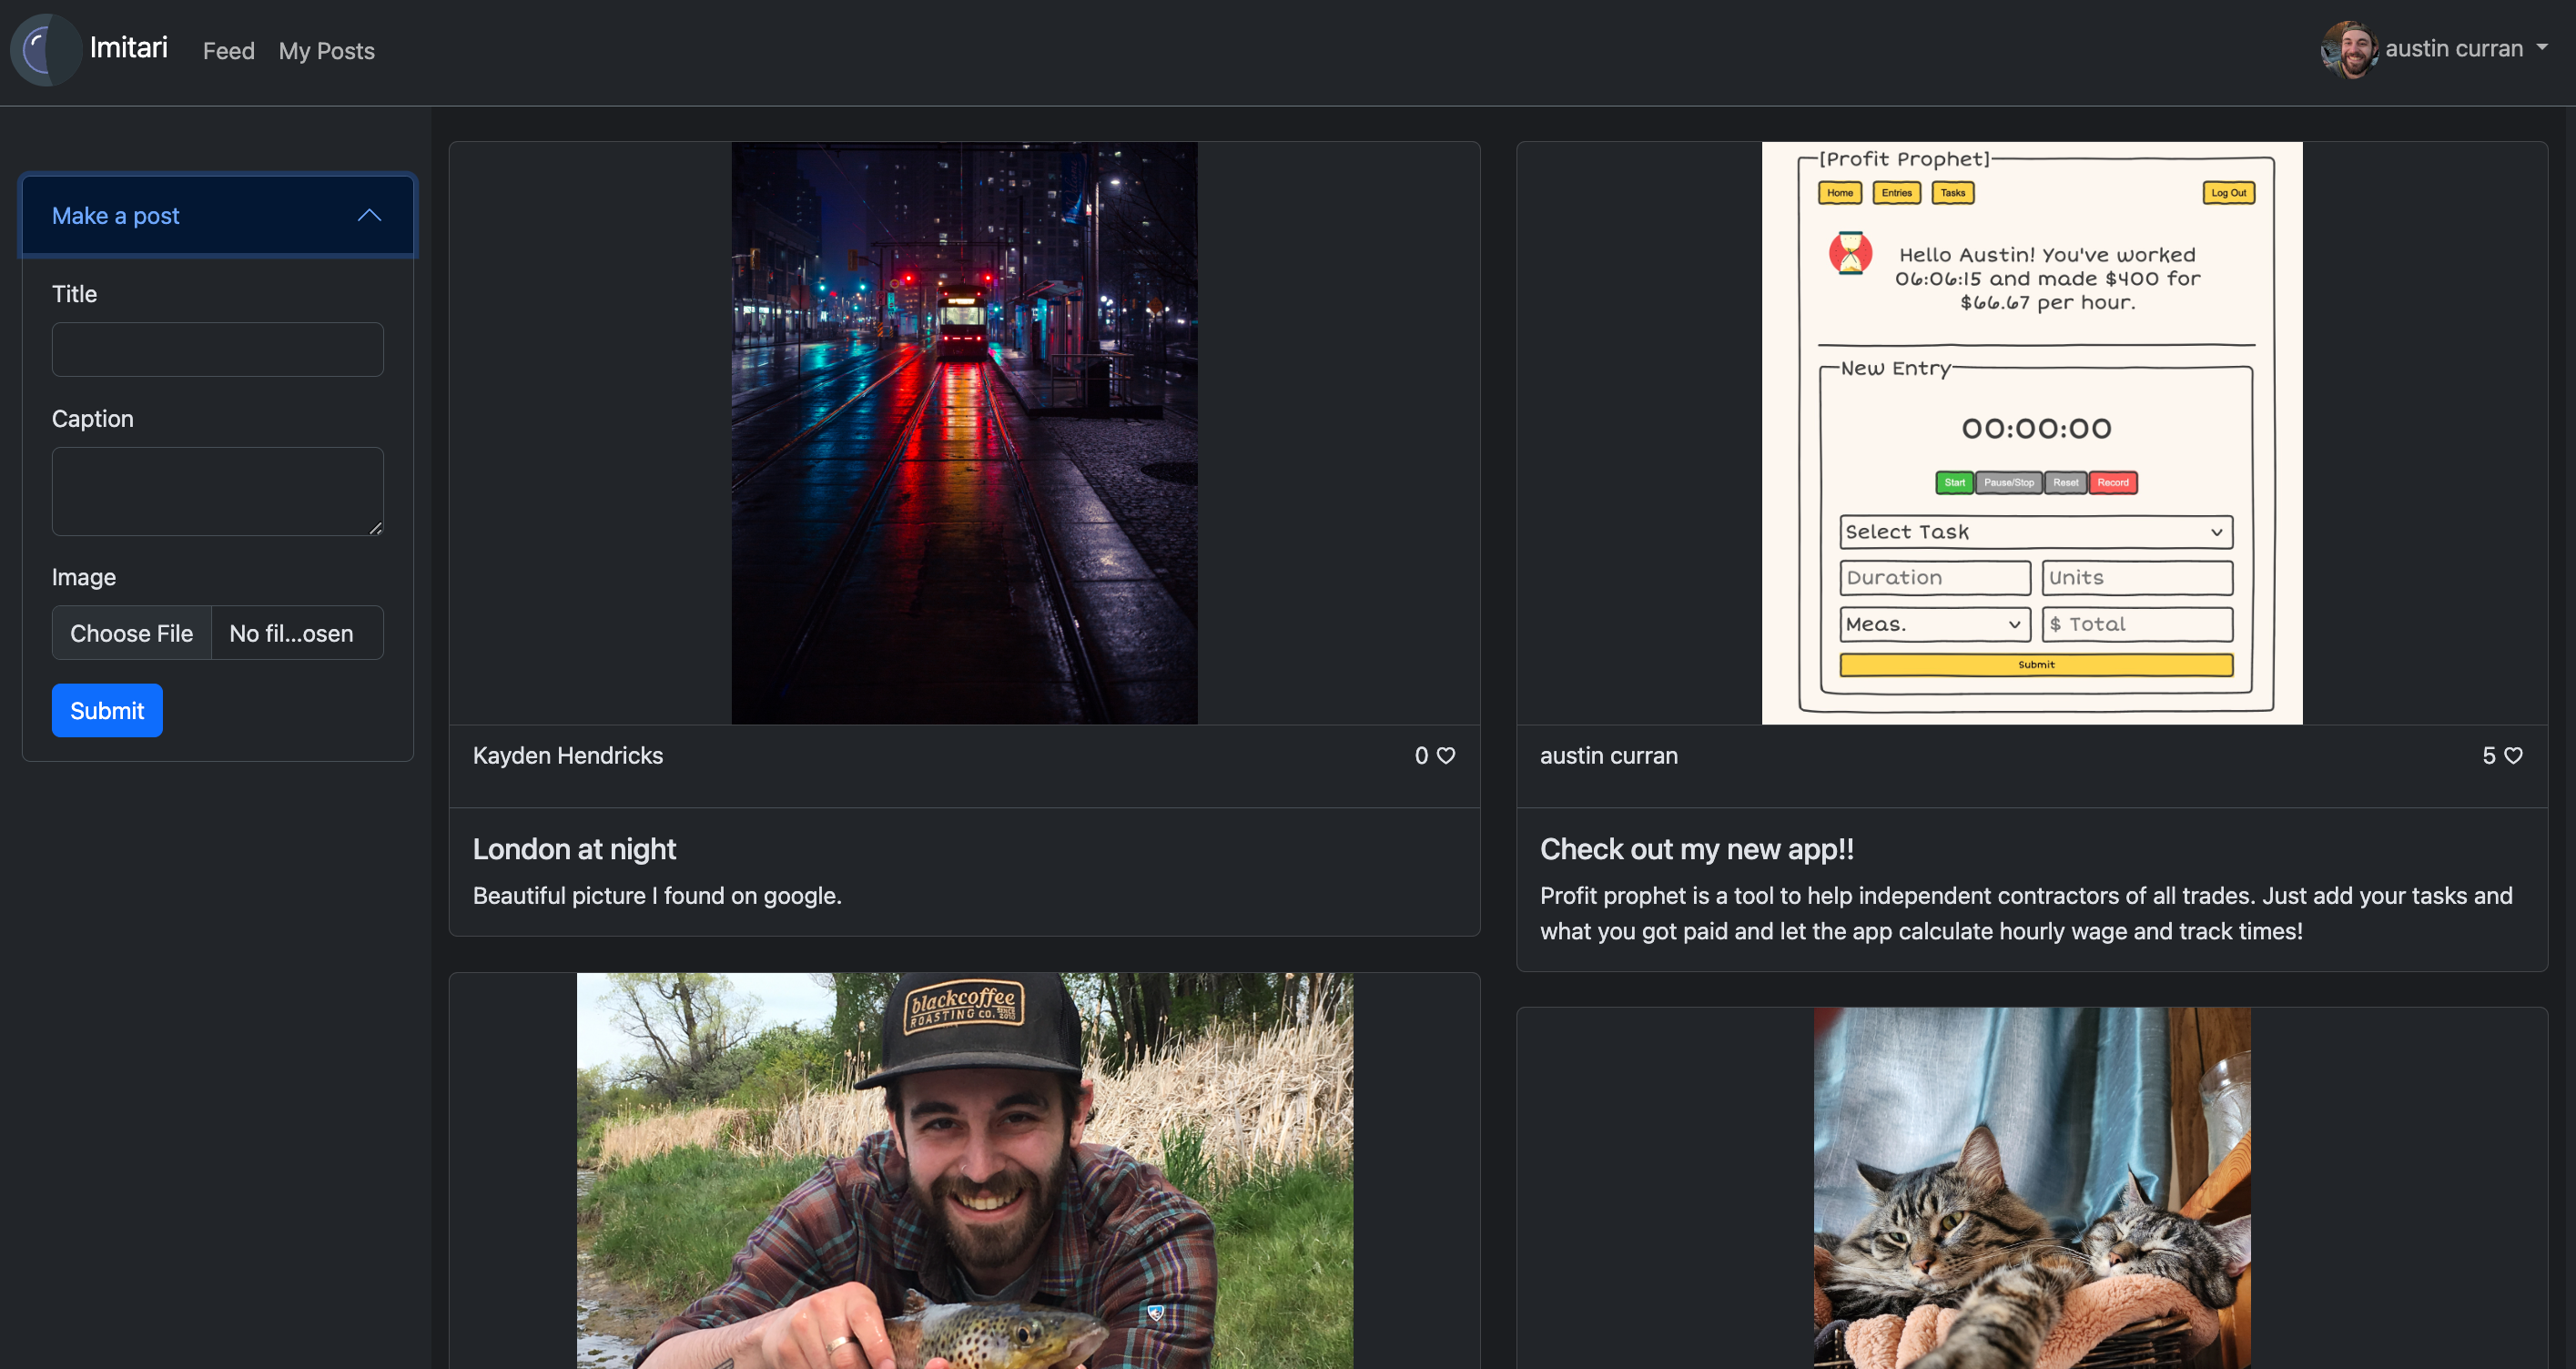 Imitari
Feed
My Posts
austin curran
Make a post
Title
Caption
Image
Choose File
No fil...osen
Submit
[Profit Prophet]
Home
Entries
Tasks
Log Out
Hello Austin! You've worked
06:06:15 and made $400 for
$66.67 per hour.
New Entry
00:00:00
Start
Pause/Stop
Reset
Record
Select Task
Duration
Units
Meas.
$ Total
Submit
Kayden Hendricks
0
London at night
Beautiful picture I found on google.
austin curran
5
Check out my new app!!
Profit prophet is a tool to help independent contractors of all trades. Just add your tasks and
what you got paid and let the app calculate hourly wage and track times!
blackcoffee
ROASTING CO.
SINCE
2010